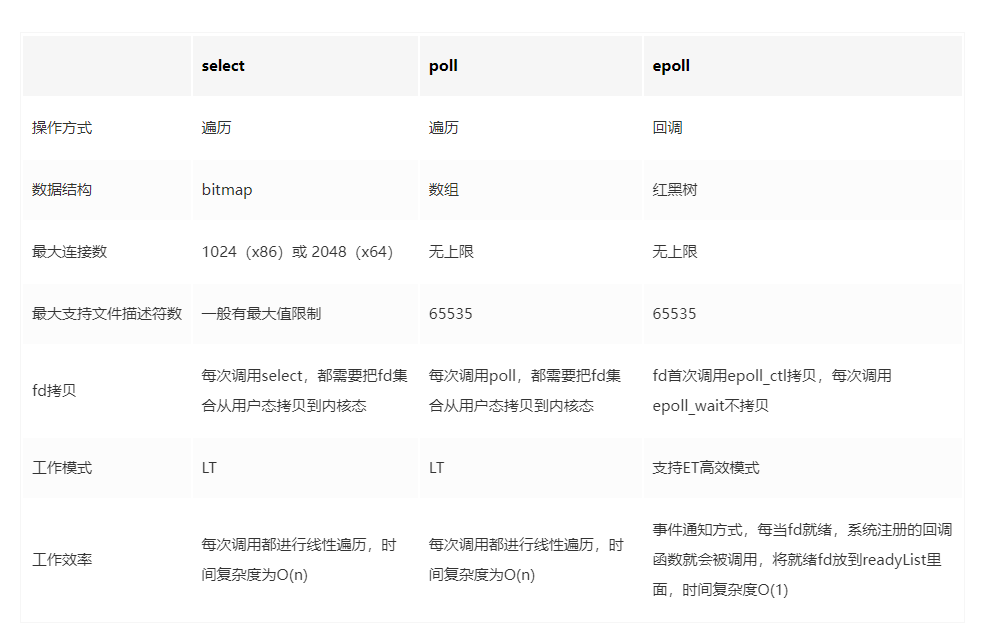 select
poll
epoll
操作方式
遍历
遍历
回调
数据结构
bitmap
数组
红黑树
最大连接数
1024（x86）或 2048（x64）
无上限
无上限
最大支持文件描述符数
一般有最大值限制
65535
65535
fd拷贝
每次调用select，都需要把fd集
合从用户态拷贝到内核态
每次调用poll，都需要把fd集
合从用户态拷贝到内核态
fd首次调用epoll_ctl拷贝，每次调用
epoll_wait不拷贝
工作模式
LT
LT
支持ET高效模式
工作效率
每次调用都进行线性遍历，时
间复杂度为O(n)
每次调用都进行线性遍历，时
间复杂度为O(n)
事件通知方式，每当fd就绪，系统注册的回调
函数就会被调用，将就绪fd放到readyList里
面，时间复杂度O(1)